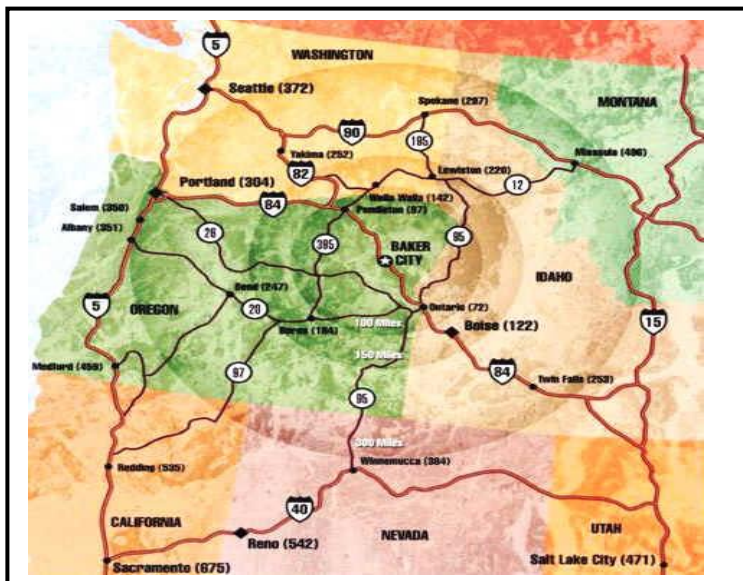 5
WASHINGTON
Seattle (372)
Spokane (297)
MONTANA
90
195
Yakima (252)
Missoula (496)
82
Lewiston (220)
12
Portland (304)
Walla Walla (142)
84
Pendleton (97)
Salem (350)
Albany (351)
26
395
95
BAKER
CITY
IDAHO
Bend (247)
Ontario (72)
5
OREGON
20
Burns (184)
100 Miles
Boise (122)
15
150 Miles
Medford (459)
97
84
Twin Falls (253)
95
300 Miles
Winnemucca (384)
Redding (535)
40
CALIFORNIA
NEVADA
UTAH
Reno (542)
Salt Lake City (471)
Sacramento (675)